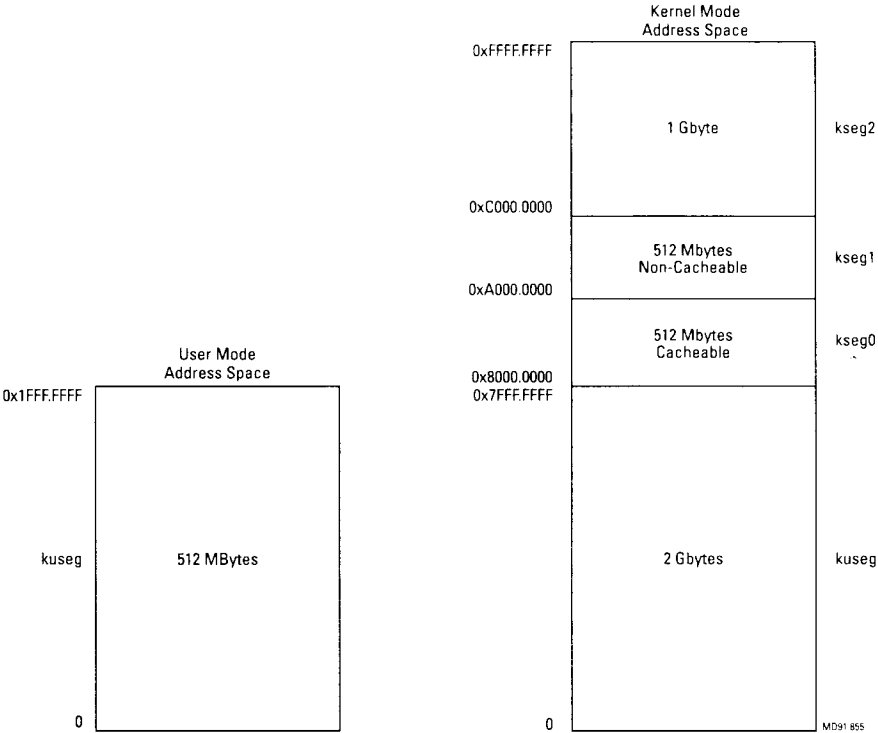 Kernel Mode
Address Space
0xFFFF.FFFF
1 Gbyte
kseg2
0xC000.0000
512 Mbytes
Non-Cacheable
kseg1
0xA000.0000
512 Mbytes
Cacheable
kseg0
0x8000.0000
0x7FFF.FFFF
2 Gbytes
kuseg
0
MD91 855
User Mode
Address Space
0x1FFF.FFFF
kuseg
512 MBytes
0